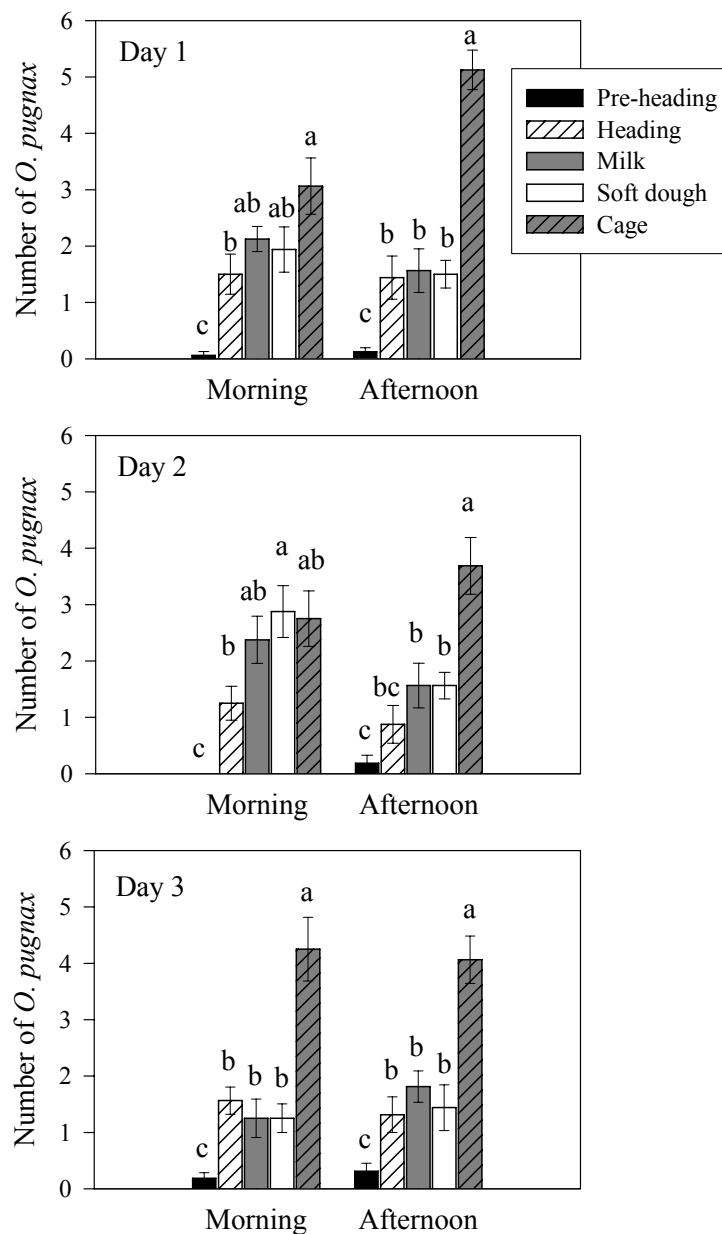 Day 1
Number of O. pugnax
6
5
4
3
2
1
0
c
b
ab
ab
a
c
b
b
b
a
Morning
Afternoon
Pre-heading
Heading
Milk
Soft dough
Cage
Day 2
Number of O. pugnax
6
5
4
3
2
1
0
c
b
ab
a
ab
c
bc
b
b
a
Morning
Afternoon
Day 3
Number of O. pugnax
6
5
4
3
2
1
0
c
b
b
b
a
c
b
b
b
a
Morning
Afternoon